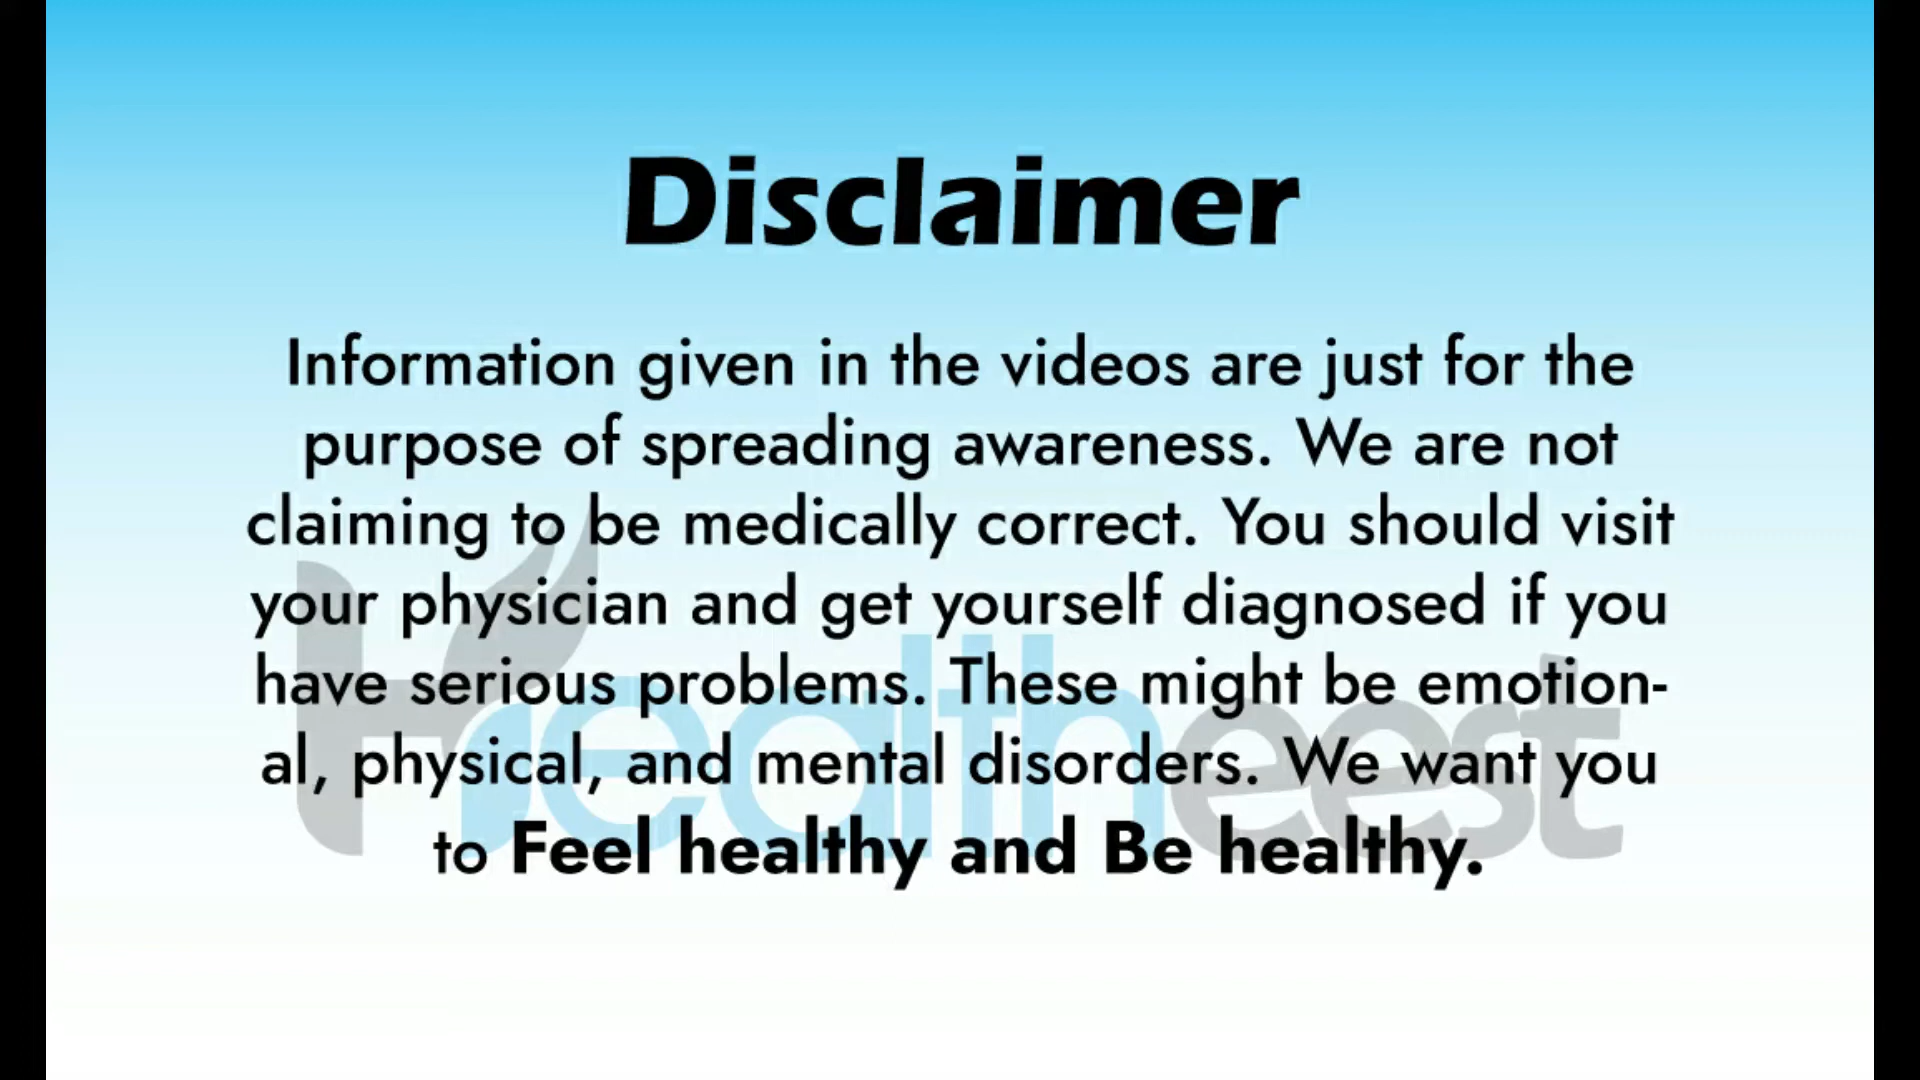 Disclaimer
Information given in the videos are just for the
purpose of spreading awareness. We are not
claiming to be medically correct. You should visit
your physician and get yourself diagnosed if you
have serious problems. These might be emotion-
al, physical, and mental disorders. We want you
to Feel healthy and Be healthy.
Healtheest